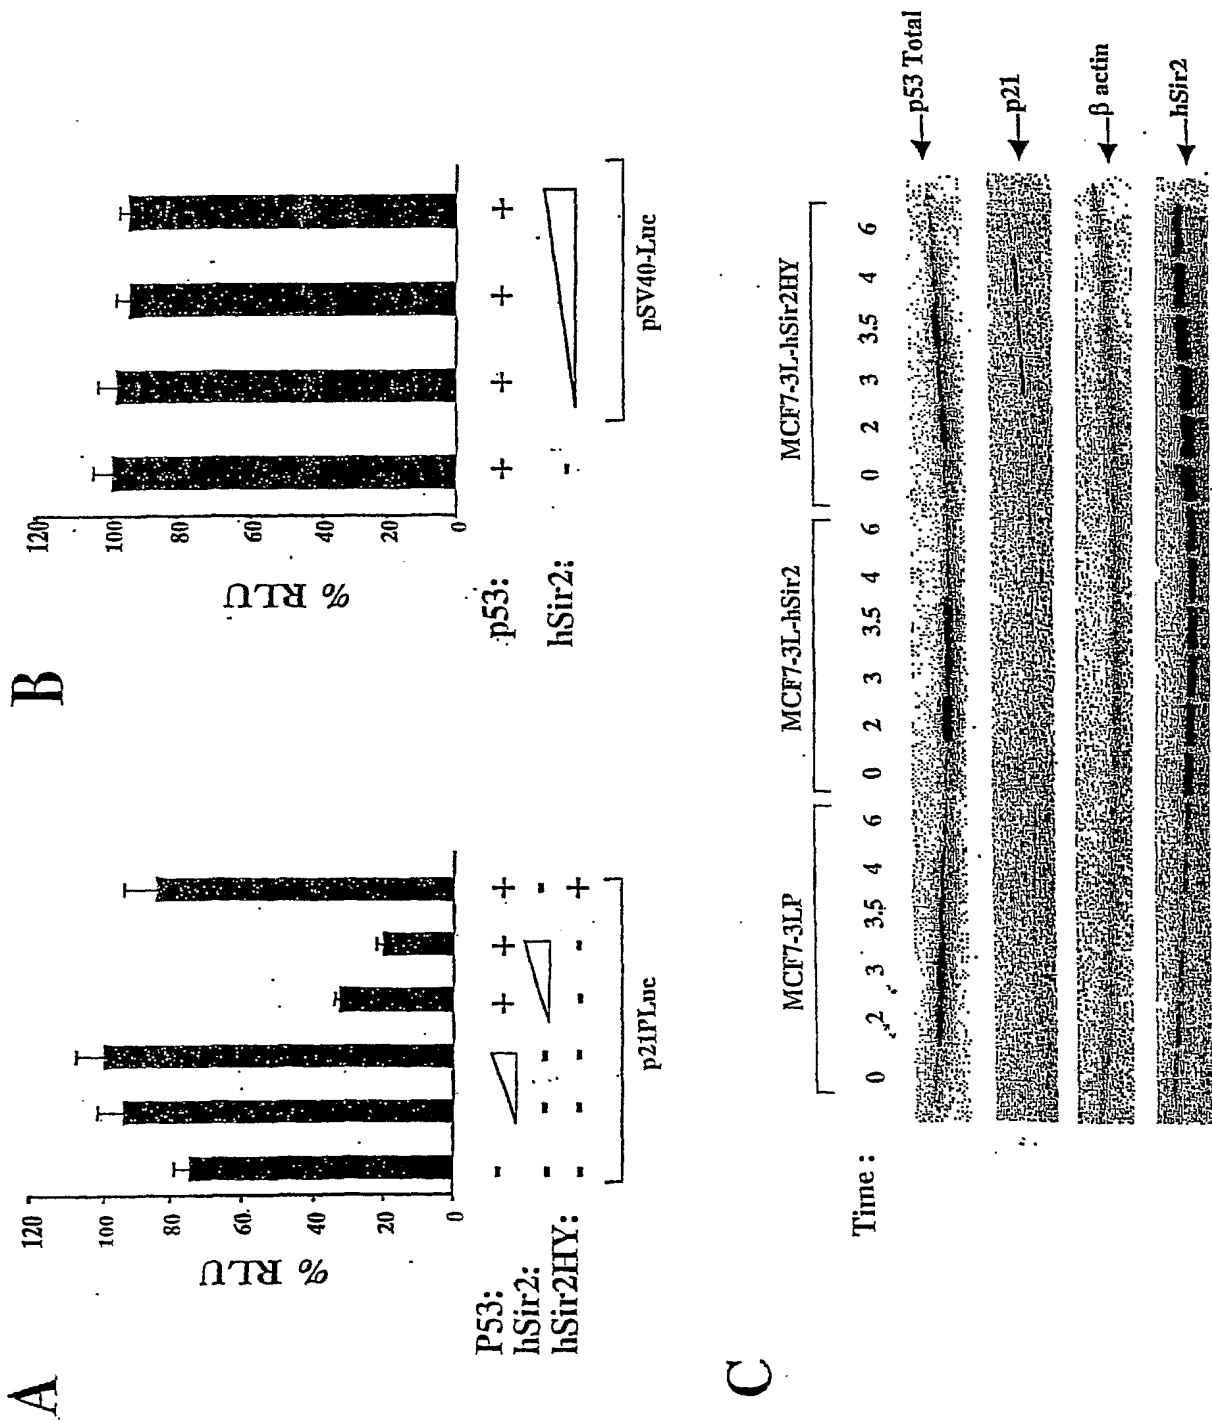 A
% RLU
120
100
80
60
40
20
0
P53: - + + +
hSir2: - - - -
hSir2HY: - - - - - +
p21PLuc
B
% RLU
120
100
80
60
40
20
0
p53: + + + +
hSir2: -
pSV40-Luc
C
MCF7-3LP MCF7-3L-hSir2 MCF7-3L-hSir2HY
Time: 0 2 3 3.5 4 6 0 2 3 3.5 4 6 0 2 3 3.5 4 6
p53 Total
p21
β actin
hSir2